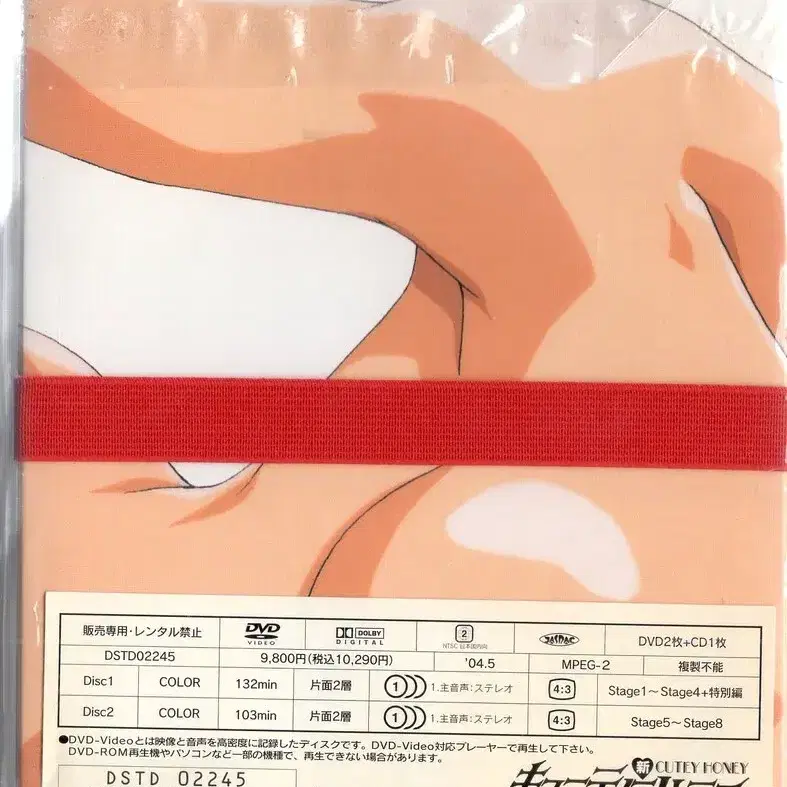 販売専用・レンタル禁止 DVD VIDEO DOLBY DIGITAL 2 NTSC 日本国内向 JASRAC DVD2枚+CD1枚
DSTD02245 9,800円(税込10,290円) '04.5 MPEG-2 複製不能
Disc1 COLOR 132min 片面2層 1 1.主音声:ステレオ 4:3 Stage1~Stage4+特別編
Disc2 COLOR 103min 片面2層 1 1.主音声:ステレオ 4:3 Stage5~Stage8
●DVD-Videoとは映像と音声を高密度に記録したディスクです。DVD-Video対応プレーヤーで再生して下さい。
DVD-ROM再生機やパソコンなど一部の機種で、再生できない場合があります。
新 CUTEY HONEY
DSTD 02245